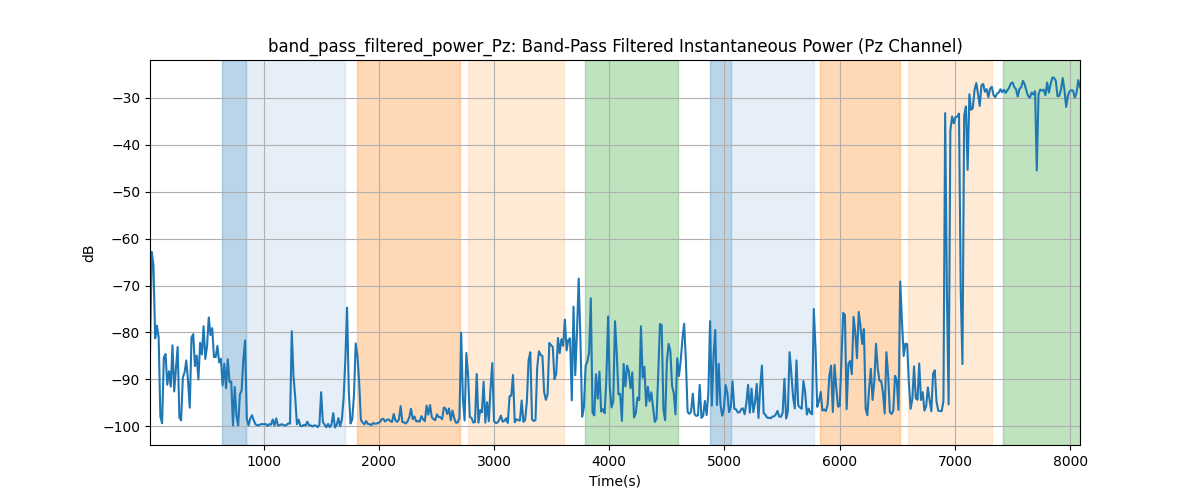 band_pass_filtered_power_Pz: Band-Pass Filtered Instantaneous Power (Pz Channel)
−30
−40
−50
−60
−70
−80
−90
−100
dB
1000 2000 3000 4000 5000 6000 7000 8000
Time(s)